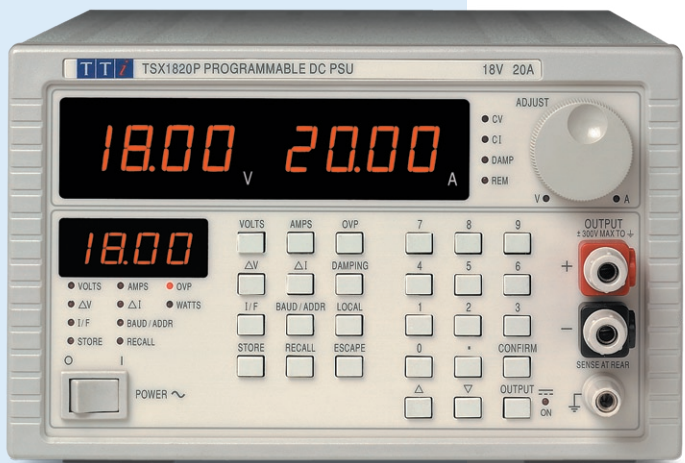 TTi TSX1820P PROGRAMMABLE DC PSU 18V 20A
ADJUST
18.00 V 20.00 A
CV
CI
DAMP
REM
V A
18.00
VOLTS AMPS OVP
ΔV ΔI WATTS
I/F BAUD/ADDR
STORE RECALL
O I
POWER
VOLTS AMPS OVP 7 8 9
ΔV ΔI DAMPING 4 5 6
I/F BAUD/ADDR LOCAL 1 2 3
STORE RECALL ESCAPE 0 • CONFIRM
△ ▽ OUTPUT
ON
OUTPUT
±300V MAX TO ⏚
+
−
SENSE AT REAR